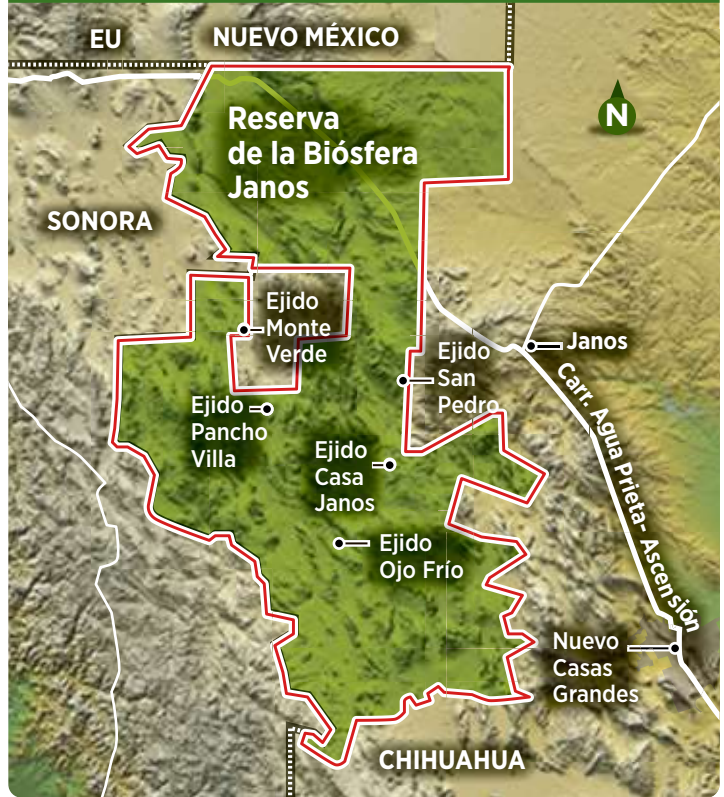 EU
NUEVO MÉXICO
N
Reserva
de la Biósfera
Janos
SONORA
Ejido
Monte
Verde
Janos
Ejido
San
Pedro
Carr. Agua Prieta- Ascensión
Ejido
Pancho
Villa
Ejido
Casa
Janos
Ejido
Ojo Frío
Nuevo
Casas
Grandes
CHIHUAHUA